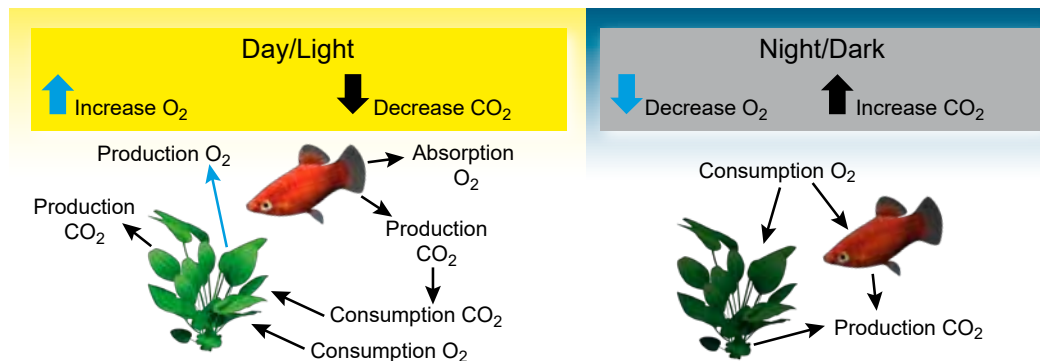 Day/Light
Increase O₂
Decrease CO₂
Production O₂
Absorption
O₂
Production
CO₂
Production
CO₂
Consumption CO₂
Consumption O₂
Night/Dark
Decrease O₂
Increase CO₂
Consumption O₂
Production CO₂